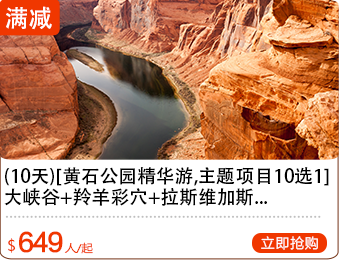 满减
(10天)[黄石公园精华游,主题项目10选1]
大峡谷+羚羊彩穴+拉斯维加斯...
$649人/起
立即抢购